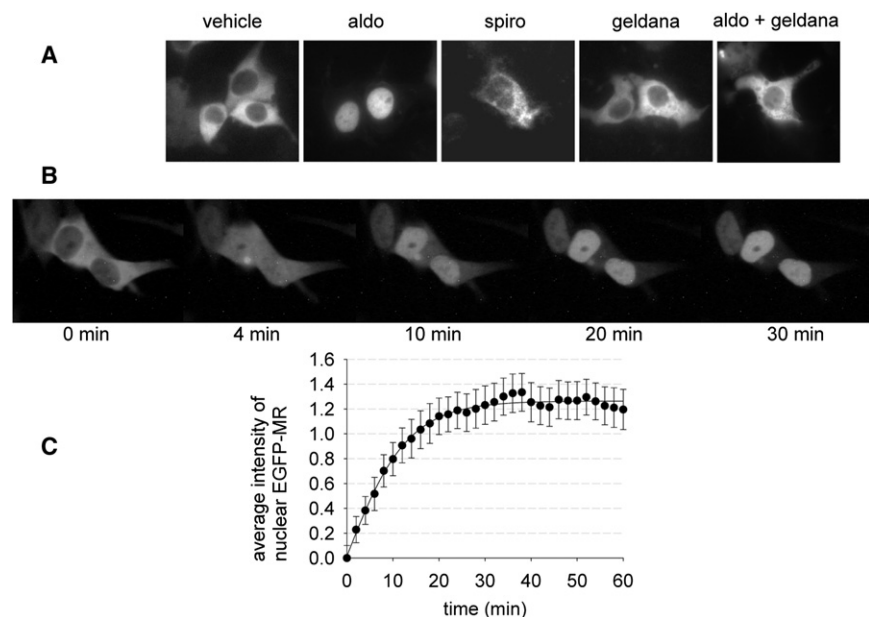 vehicle aldo spiro geldana aldo + geldana
A
B
0 min 4 min 10 min 20 min 30 min
C
average intensity of
nuclear EGFP-MR
1.6
1.4
1.2
1.0
0.8
0.6
0.4
0.2
0.0
0 10 20 30 40 50 60
time (min)